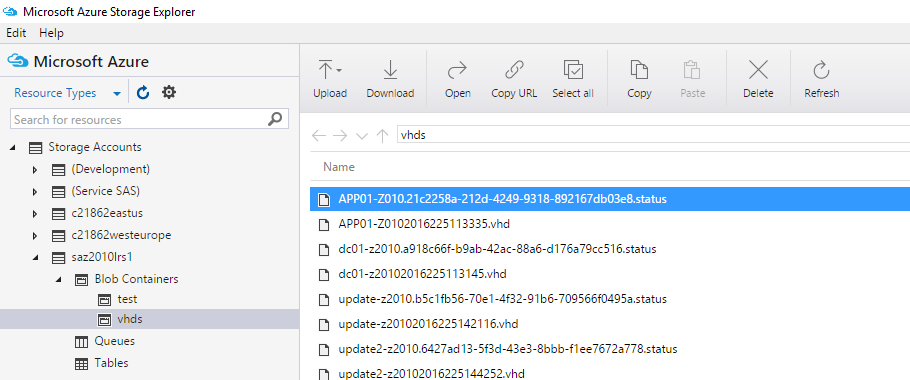 Microsoft Azure Storage Explorer
Edit Help
Microsoft Azure
Resource Types
Search for resources
Storage Accounts
(Development)
(Service SAS)
c21862eastus
c21862westeurope
saz2010lrs1
Blob Containers
test
vhds
Queues
Tables
Upload Download Open Copy URL Select all Copy Paste Delete Refresh
vhds
Name
APP01-Z010.21c2258a-212d-4249-9318-892167db03e8.status
APP01-Z0102016225113335.vhd
dc01-z2010.a918c66f-b9ab-42ac-88a6-d176a79cc516.status
dc01-z20102016225113145.vhd
update-z2010.b5c1fb56-70e1-4f32-91b6-709566f0495a.status
update-z20102016225142116.vhd
update2-z2010.6427ad13-5f3d-43e3-8bbb-f1ee7672a778.status
update2-z20102016225144252.vhd